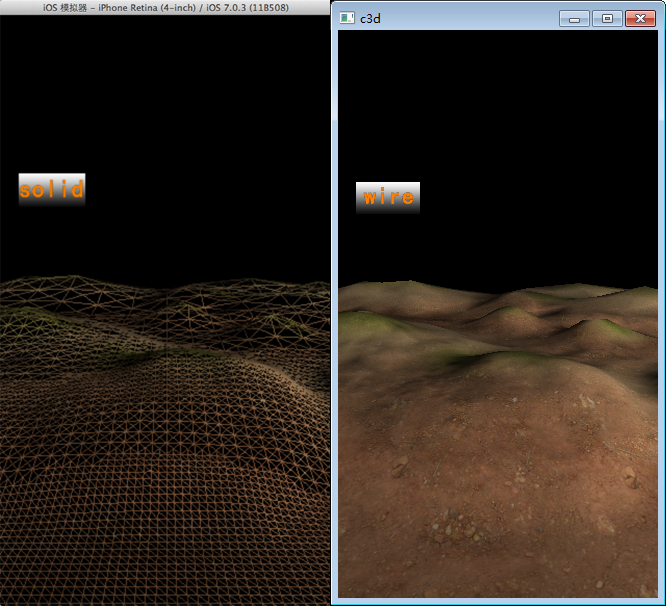 iOS 模拟器 - iPhone Retina (4-inch) / iOS 7.0.3 (11B508)
c3d
solid
wire